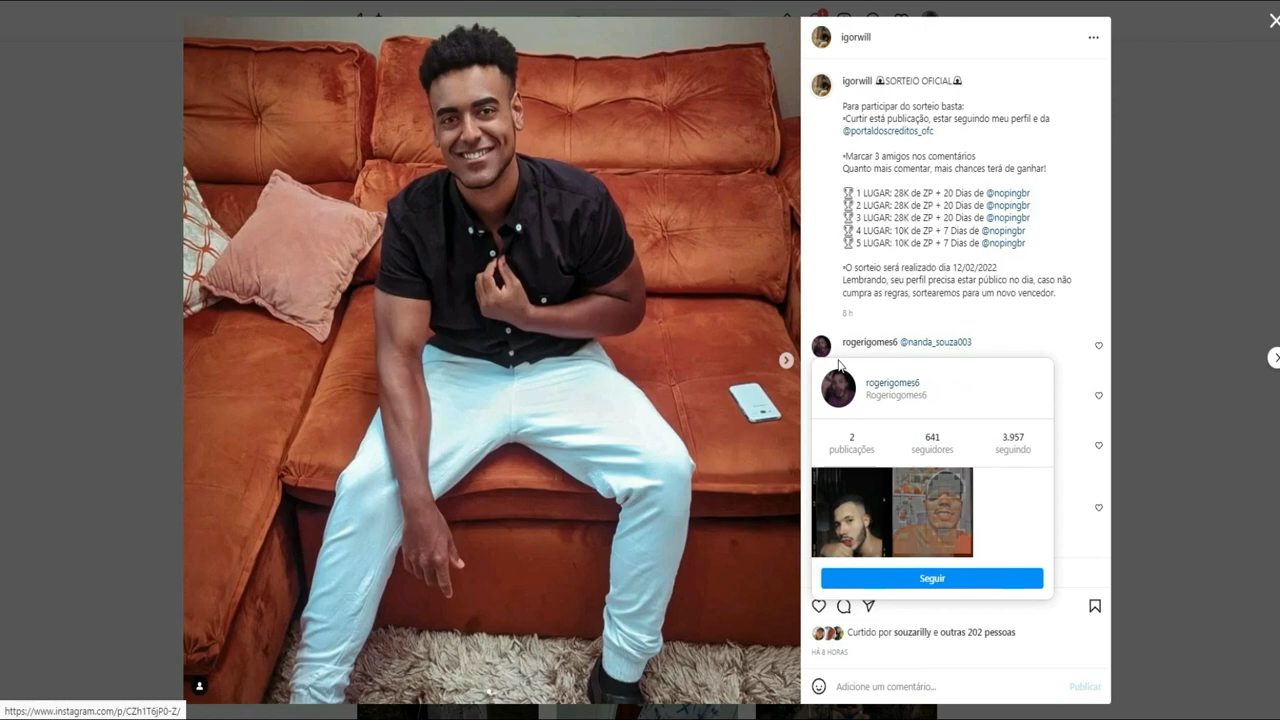 igorwill
igorwill SORTEIO OFICIAL
Para participar do sorteio basta:
•Curtir está publicação, estar seguindo meu perfil e da
@portaldoscreditos_ofc
•Marcar 3 amigos nos comentários
Quanto mais comentar, mais chances terá de ganhar!
1 LUGAR: 28K de ZP + 20 Dias de @nopingbr
2 LUGAR: 28K de ZP + 20 Dias de @nopingbr
3 LUGAR: 28K de ZP + 20 Dias de @nopingbr
4 LUGAR: 10K de ZP + 7 Dias de @nopingbr
5 LUGAR: 10K de ZP + 7 Dias de @nopingbr
•O sorteio será realizado dia 12/02/2022
Lembrando, seu perfil precisa estar público no dia, caso não
cumpra as regras, sortearemos para um novo vencedor.
8 h
rogerigomes6 @nanda_souza003
rogerigomes6
Rogeriogomes6
2 641 3.957
publicações seguidores seguindo
Seguir
Curtido por souzarilly e outras 202 pessoas
HÁ 8 HORAS
Adicione um comentário... Publicar
https://www.instagram.com/p/CZh1T6jP0-Z/